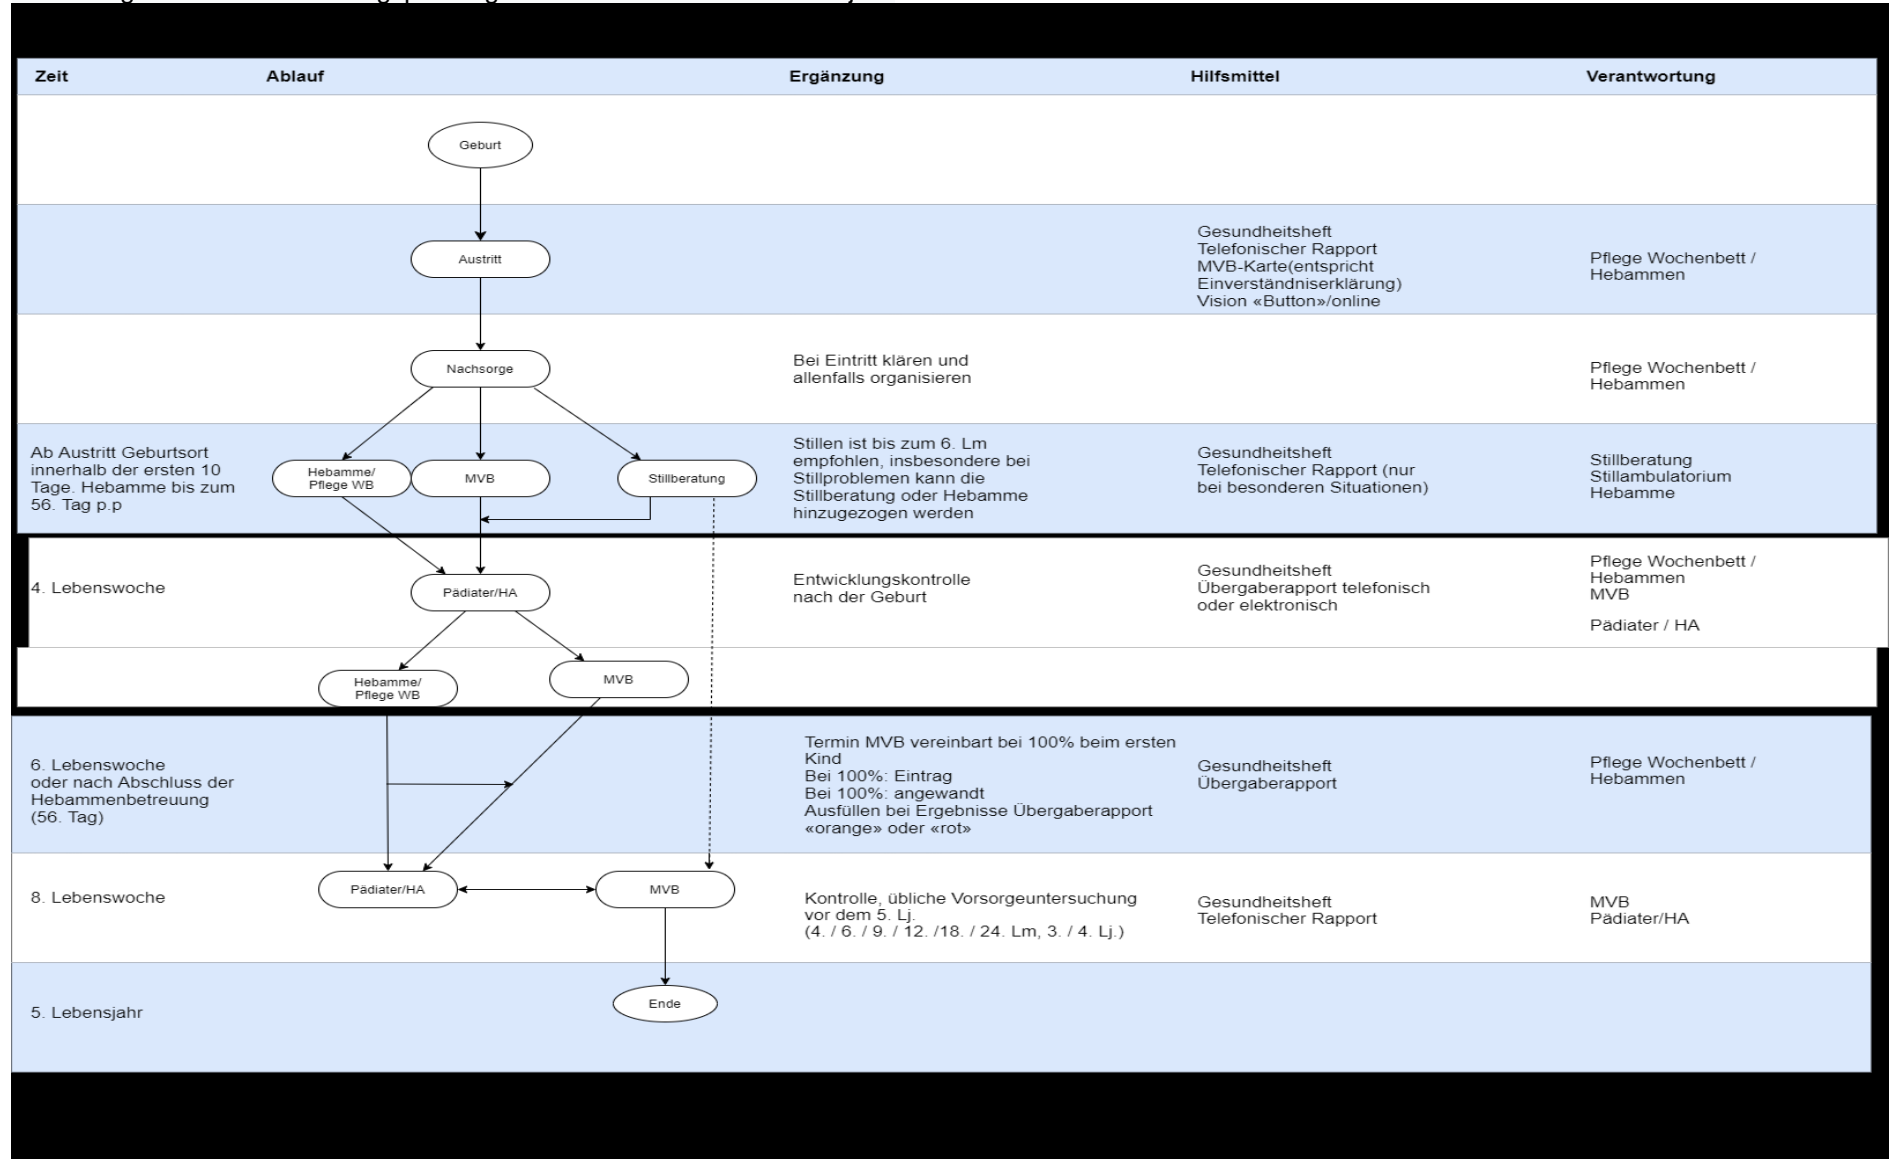 Zeit
Ablauf
Ergänzung
Hilfsmittel
Verantwortung
Geburt
Austritt
Gesundheitsheft
Telefonischer Rapport
MVB-Karte(entspricht
Einverständniserklärung)
Vision «Button»/online
Pflege Wochenbett /
Hebammen
Nachsorge
Bei Eintritt klären und
allenfalls organisieren
Pflege Wochenbett /
Hebammen
Ab Austritt Geburtsort
innerhalb der ersten 10
Tage. Hebamme bis zum
56. Tag p.p
Hebamme/
Pflege WB
MVB
Stillberatung
Stillen ist bis zum 6. Lm
empfohlen, insbesondere bei
Stillproblemen kann die
Stillberatung oder Hebamme
hinzugezogen werden
Gesundheitsheft
Telefonischer Rapport (nur
bei besonderen Situationen)
Stillberatung
Stillambulatorium
Hebamme
4. Lebenswoche
Pädiater/HA
Entwicklungskontrolle
nach der Geburt
Gesundheitsheft
Übergaberapport telefonisch
oder elektronisch
Pflege Wochenbett /
Hebammen
MVB
Pädiater / HA
Hebamme/
Pflege WB
MVB
6. Lebenswoche
oder nach Abschluss der
Hebammenbetreuung
(56. Tag)
Termin MVB vereinbart bei 100% beim ersten
Kind
Bei 100%: Eintrag
Bei 100%: angewandt
Ausfüllen bei Ergebnisse Übergaberapport
«orange» oder «rot»
Gesundheitsheft
Übergaberapport
Pflege Wochenbett /
Hebammen
8. Lebenswoche
Pädiater/HA
MVB
Kontrolle, übliche Vorsorgeuntersuchung
vor dem 5. Lj.
(4. / 6. / 9. / 12. /18. / 24. Lm, 3. / 4. Lj.)
Gesundheitsheft
Telefonischer Rapport
MVB
Pädiater/HA
5. Lebensjahr
Ende